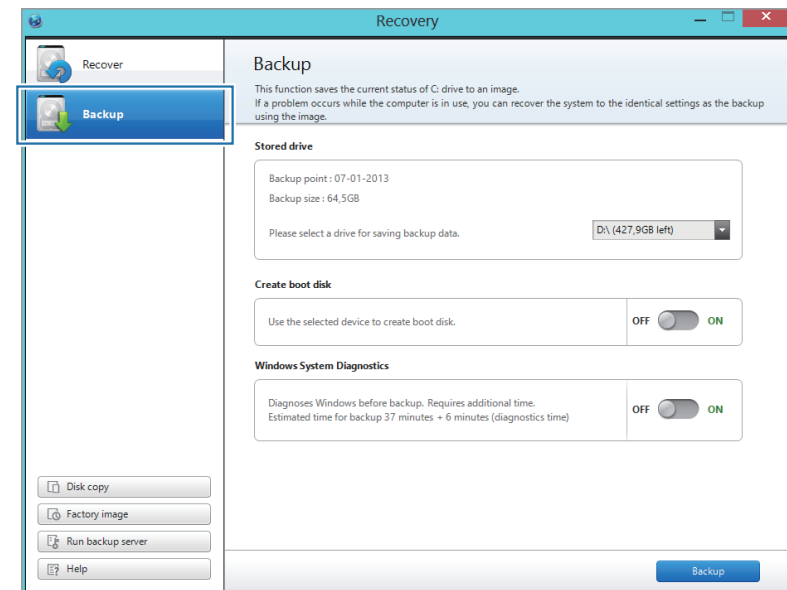 Recovery
Recover
Backup
Backup
This function saves the current status of C: drive to an image.
If a problem occurs while the computer is in use, you can recover the system to the identical settings as the backup
using the image.
Stored drive
Backup point : 07-01-2013
Backup size : 64,5GB
Please select a drive for saving backup data.
D:\ (427,9GB left)
Create boot disk
Use the selected device to create boot disk.
OFF ON
Windows System Diagnostics
Diagnoses Windows before backup. Requires additional time.
Estimated time for backup 37 minutes + 6 minutes (diagnostics time)
OFF ON
Disk copy
Factory image
Run backup server
Help
Backup